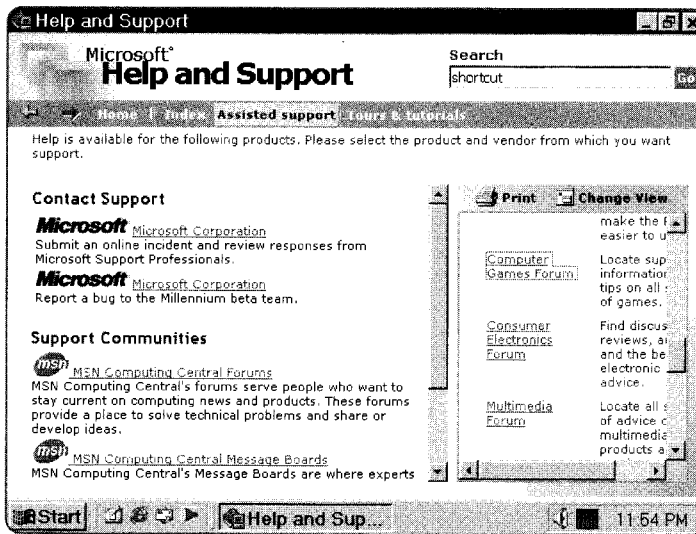 Help and Support
Microsoft®
Help and Support
Search
shortcut
Go
Home | Index Assisted support Tours & tutorials
Help is available for the following products. Please select the product and vendor from which you want
support.
Contact Support
Microsoft Microsoft Corporation
Submit an online incident and review responses from
Microsoft Support Professionals.
Microsoft Microsoft Corporation
Report a bug to the Millennium beta team.
Support Communities
msn MSN Computing Central Forums
MSN Computing Central's forums serve people who want to
stay current on computing news and products. These forums
provide a place to solve technical problems and share or
develop ideas.
msn MSN Computing Central Message Boards
MSN Computing Central's Message Boards are where experts
Print Change View
make the
easier to u
Computer
Games Forum
Locate sup
information
tips on all
of games.
Consumer
Electronics
Forum
Find discus
reviews, a
and the be
electronic
advice.
Multimedia
Forum
Locate all s
of advice
multimedia
products a
Start
Help and Sup...
11:54 PM